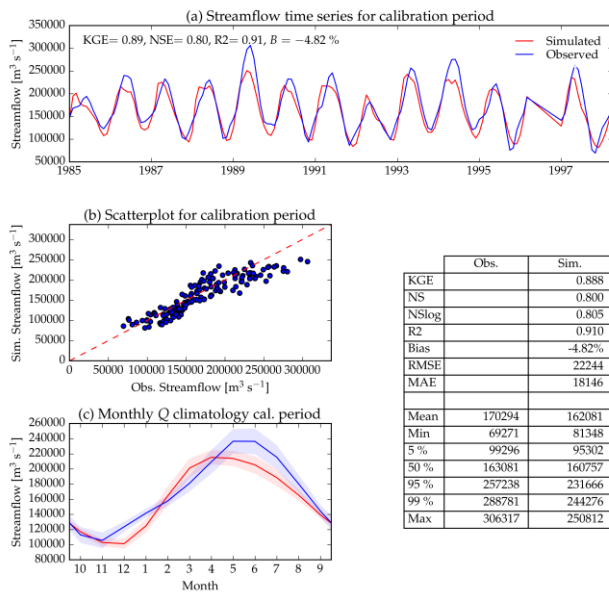 (a) Streamflow time series for calibration period
KGE= 0.89, NSE= 0.80, R2= 0.91, B = −4.82 %
Simulated
Observed
Streamflow [m³ s⁻¹]
350000
300000
250000
200000
150000
100000
50000
1985 1987 1989 1991 1993 1995 1997
(b) Scatterplot for calibration period
Sim. Streamflow [m³ s⁻¹]
300000
250000
200000
150000
100000
50000
0
0 50000 100000 150000 200000 250000 300000
Obs. Streamflow [m³ s⁻¹]
(c) Monthly Q climatology cal. period
Streamflow [m³ s⁻¹]
260000
240000
220000
200000
180000
160000
140000
120000
100000
80000
10 11 12 1 2 3 4 5 6 7 8 9
Month
Obs. Sim.
KGE 0.888
NS 0.800
NSlog 0.805
R2 0.910
Bias -4.82%
RMSE 22244
MAE 18146
Mean 170294 162081
Min 69271 81348
5 % 99296 95302
50 % 163081 160757
95 % 257238 231666
99 % 288781 244276
Max 306317 250812